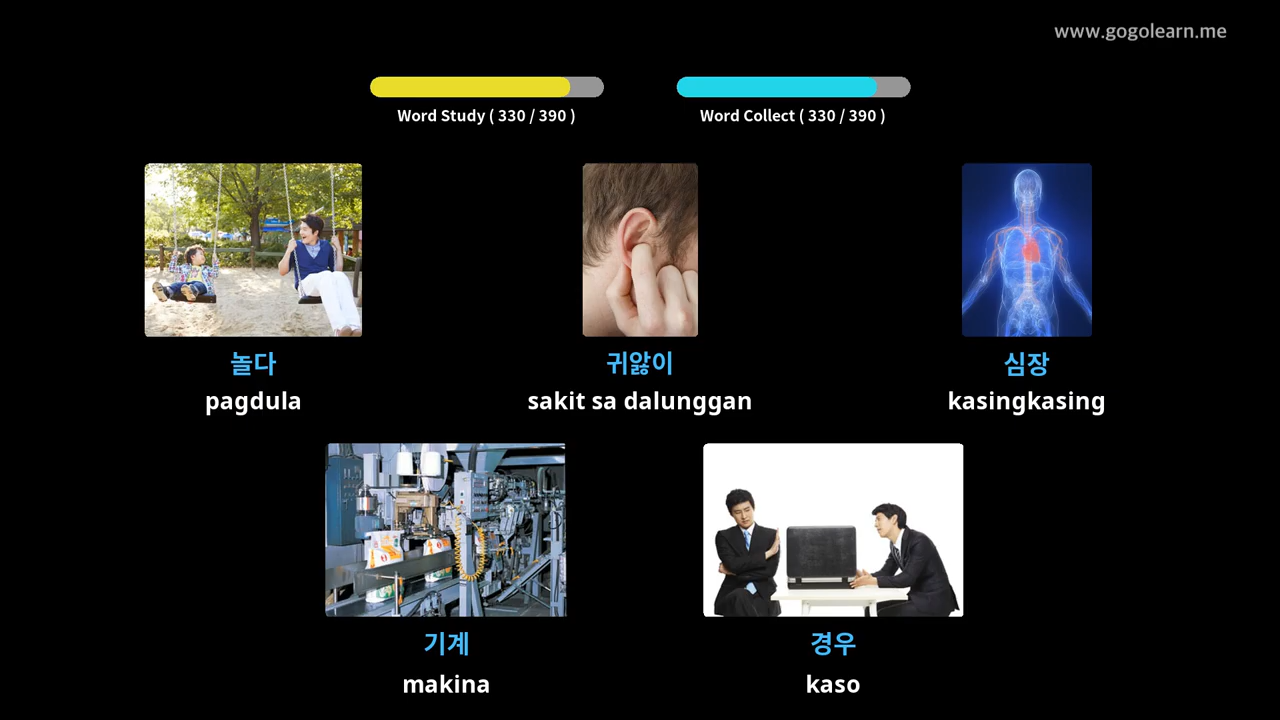 www.gogolearn.me
Word Study ( 330 / 390 )
Word Collect ( 330 / 390 )
놀다
pagdula
귀앓이
sakit sa dalunggan
심장
kasingkasing
기계
makina
경우
kaso